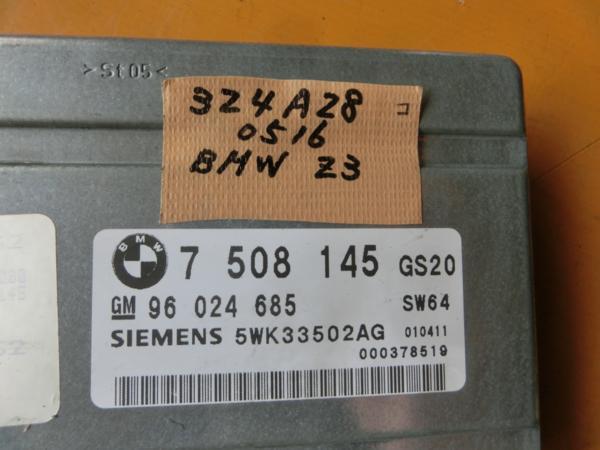 >St05<
324A28 コ
0516
BMW Z3
BMW 7 508 145 GS20
GM 96 024 685 SW64
SIEMENS 5WK33502AG 010411
000378519